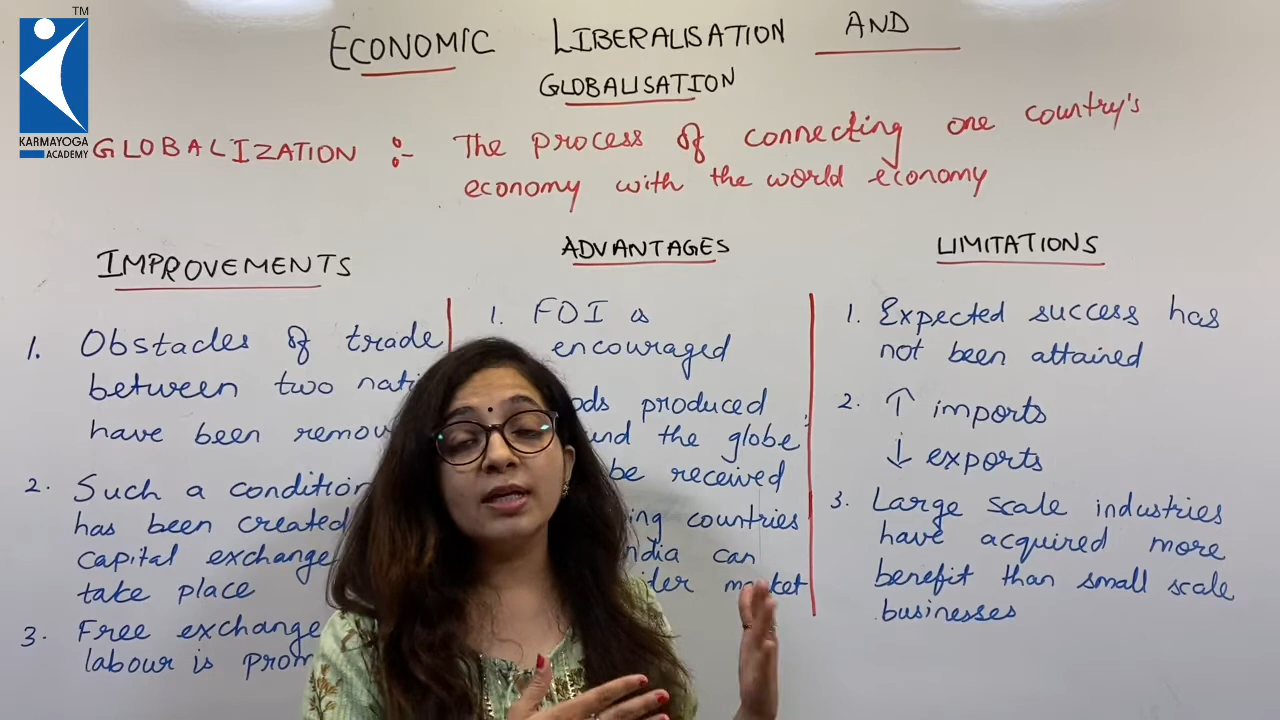 TM
KARMAYOGA
ACADEMY
ECONOMIC LIBERALISATION AND
GLOBALISATION
GLOBALIZATION :- The process of connecting one country's
economy with the world economy
IMPROVEMENTS
1. Obstacles of trade
between two
have been
2. Such a condition
has been created
capital exchange
take place
3. Free exchange
labour is
ADVANTAGES
1. FDI is
encouraged
produced
the globe
be received
countries
can
market
LIMITATIONS
1. Expected success has
not been attained
2. ↑ imports
↓ exports
3. Large scale industries
have acquired more
benefit than small scale
businesses